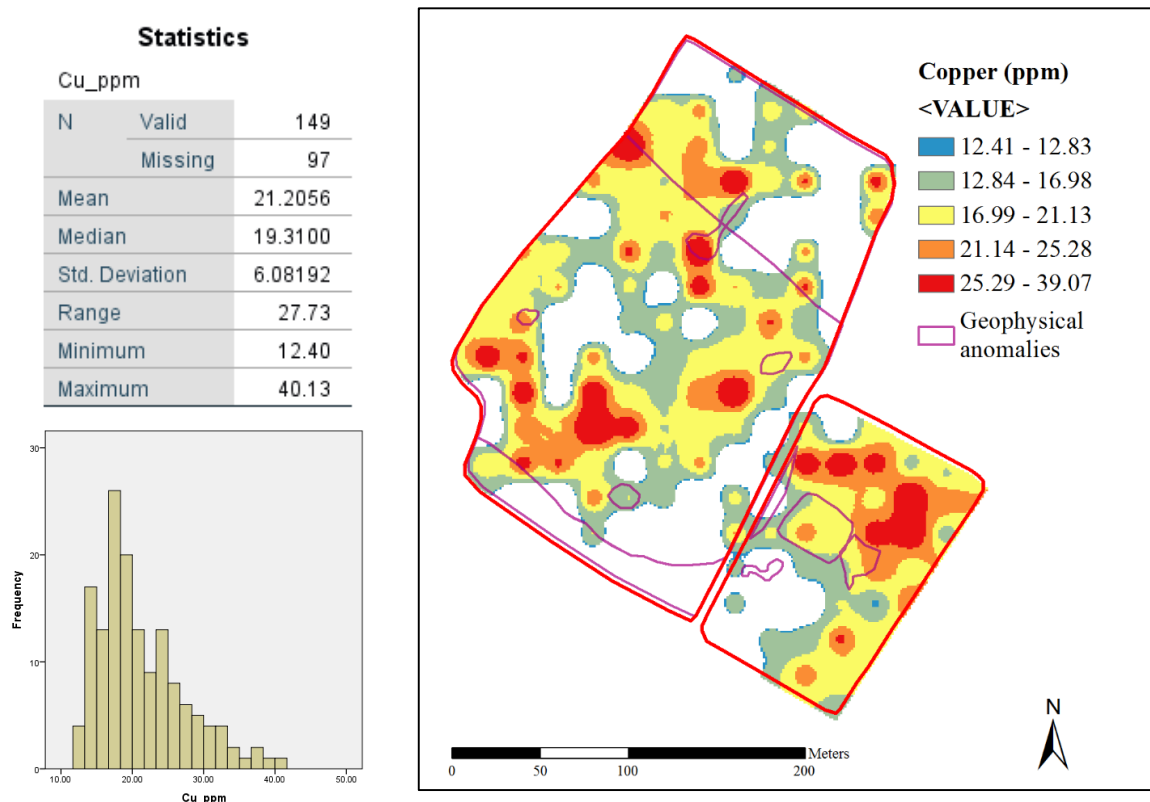 Statistics
Cu_ppm
N Valid 149
Missing 97
Mean 21.2056
Median 19.3100
Std. Deviation 6.08192
Range 27.73
Minimum 12.40
Maximum 40.13
30
20
10
0
Frequency
10.00 20.00 30.00 40.00 50.00
Cu_ppm
Copper (ppm)
<VALUE>
12.41 - 12.83
12.84 - 16.98
16.99 - 21.13
21.14 - 25.28
25.29 - 39.07
Geophysical
anomalies
N
Meters
0 50 100 200